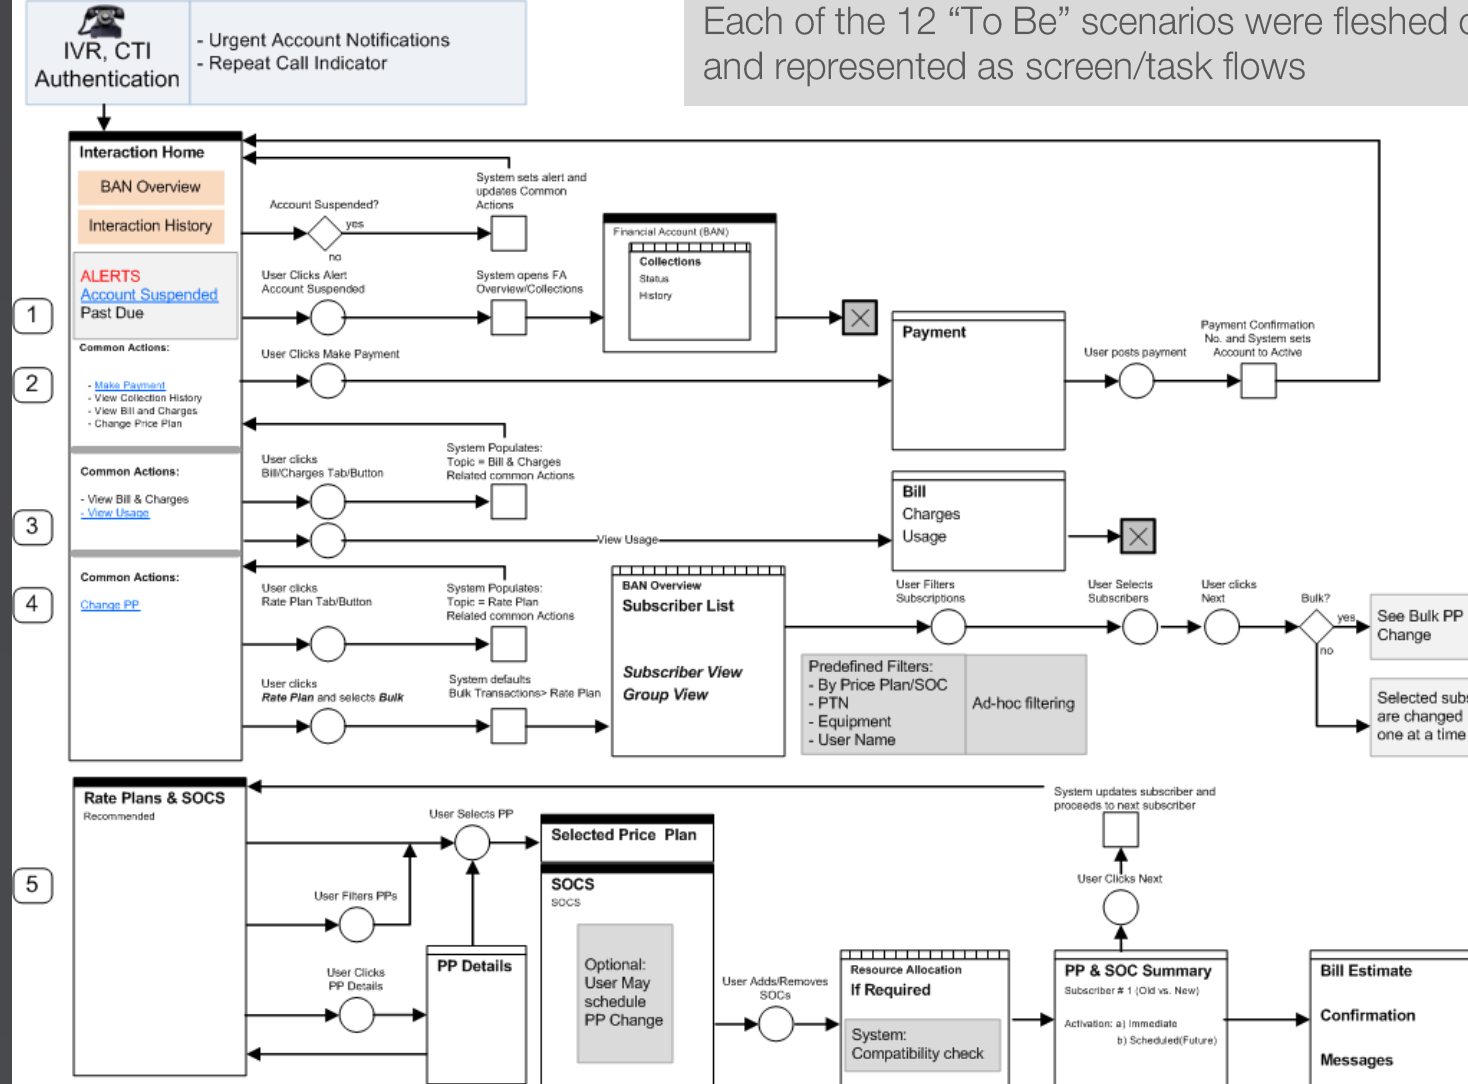 Each of the 12 “To Be” scenarios were fleshed
and represented as screen/task flows
IVR, CTI
Authentication
- Urgent Account Notifications
- Repeat Call Indicator
Interaction Home
BAN Overview
Interaction History
ALERTS
Account Suspended
Past Due
Common Actions:
- Make Payment
- View Collection History
- View Bill and Charges
- Change Price Plan
Common Actions:
- View Bill & Charges
- View Usage
Common Actions:
Change PP
1
2
3
4
5
Account Suspended?
yes
no
System sets alert and
updates Common
Actions
User Clicks Alert
Account Suspended
System opens FA
Overview/Collections
Financial Account (BAN)
Collections
Status
History
User Clicks Make Payment
Payment
User posts payment
Payment Confirmation
No. and System sets
Account to Active
User clicks
Bill/Charges Tab/Button
System Populates:
Topic = Bill & Charges
Related common Actions
View Usage
Bill
Charges
Usage
User clicks
Rate Plan Tab/Button
System Populates:
Topic = Rate Plan
Related common Actions
User clicks
Rate Plan and selects Bulk
System defaults
Bulk Transactions> Rate Plan
BAN Overview
Subscriber List
Subscriber View
Group View
User Filters
Subscriptions
Predefined Filters:
- By Price Plan/SOC
- PTN
- Equipment
- User Name
Ad-hoc filtering
User Selects
Subscribers
User clicks
Next
Bulk?
yes
no
See Bulk PP
Change
Selected subs
are changed
one at a time
Rate Plans & SOCS
Recommended
User Filters PPs
User Clicks
PP Details
User Selects PP
PP Details
Selected Price Plan
SOCS
SOCS
Optional:
User May
schedule
PP Change
User Adds/Removes
SOCs
Resource Allocation
If Required
System:
Compatibility check
System updates subscriber and
proceeds to next subscriber
User Clicks Next
PP & SOC Summary
Subscriber # 1 (Old vs. New)
Activation: a) Immediate
b) Scheduled(Future)
Bill Estimate
Confirmation
Messages